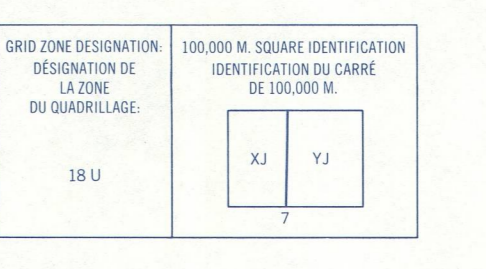 GRID ZONE DESIGNATION:
DÉSIGNATION DE
LA ZONE
DU QUADRILLAGE:
18 U
100,000 M. SQUARE IDENTIFICATION
IDENTIFICATION DU CARRÉ
DE 100,000 M.
XJ YJ
7